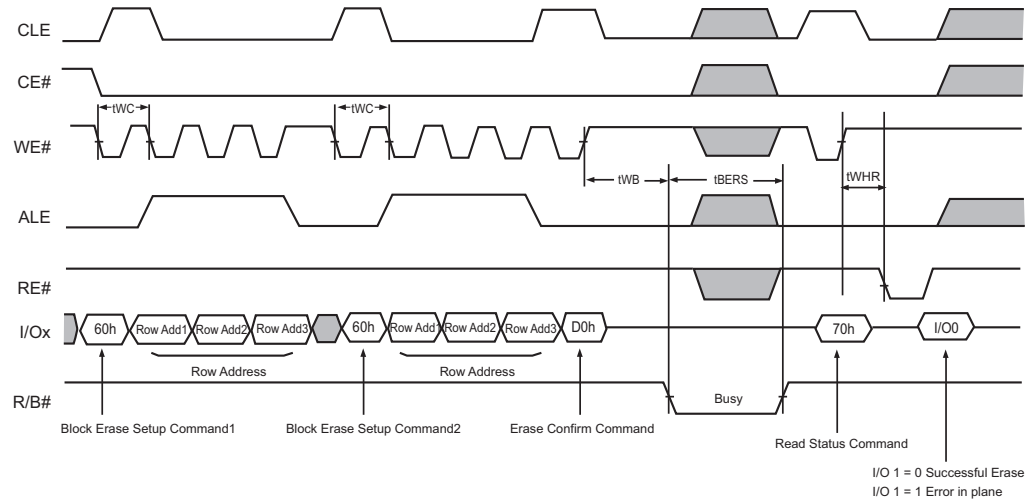 CLE
CE#
tWC
tWC
WE#
tWB
tBERS
tWHR
ALE
RE#
I/Ox
60h
Row Add1
Row Add2
Row Add3
60h
Row Add1
Row Add2
Row Add3
D0h
70h
I/O0
Row Address
Row Address
R/B#
Busy
Block Erase Setup Command1
Block Erase Setup Command2
Erase Confirm Command
Read Status Command
I/O 1 = 0 Successful Erase
I/O 1 = 1 Error in plane